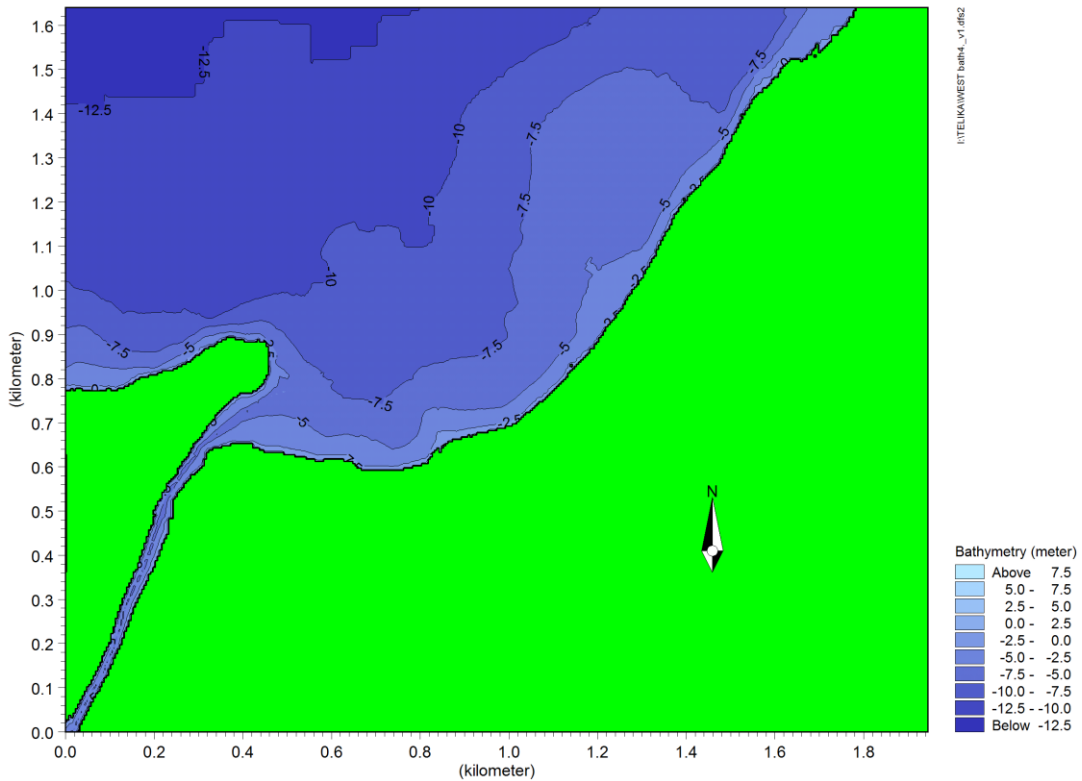 1.6
1.5
1.4
1.3
1.2
1.1
1.0
0.9
0.8
0.7
0.6
0.5
0.4
0.3
0.2
0.1
0.0
(kilometer)
0.0 0.2 0.4 0.6 0.8 1.0 1.2 1.4 1.6 1.8
(kilometer)
-12.5
-12.5
-10
-10
-10
-7.5
-7.5
-7.5
-7.5
-7.5
-7.5
-5
-5
-5
-5
-5
-2.5
-2.5
0
0
N
Bathymetry (meter)
Above 7.5
5.0 - 7.5
2.5 - 5.0
0.0 - 2.5
-2.5 - 0.0
-5.0 - -2.5
-7.5 - -5.0
-10.0 - -7.5
-12.5 - -10.0
Below -12.5
I:\TELIKA\WEST bath4._v1.dfs2